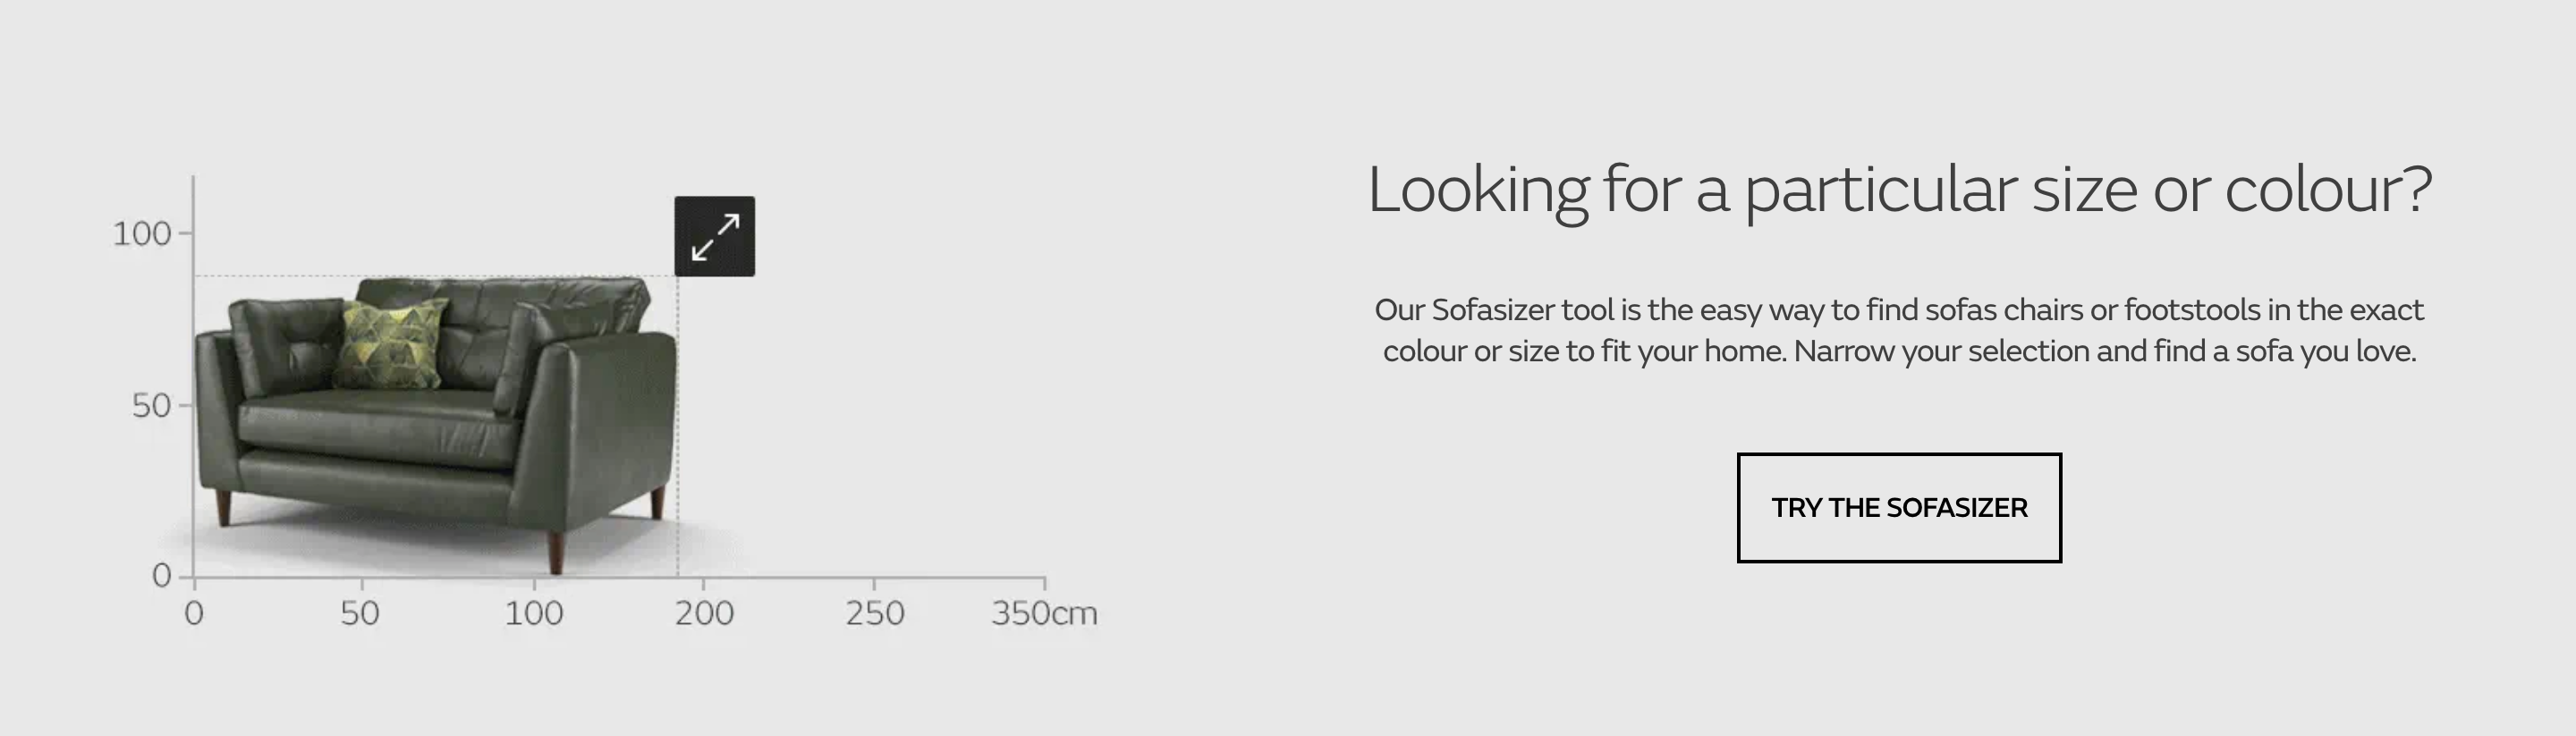 Looking for a particular size or colour?
Our Sofasizer tool is the easy way to find sofas chairs or footstools in the exact
colour or size to fit your home. Narrow your selection and find a sofa you love.
TRY THE SOFASIZER
100
50
0
0 50 100 200 250 350cm